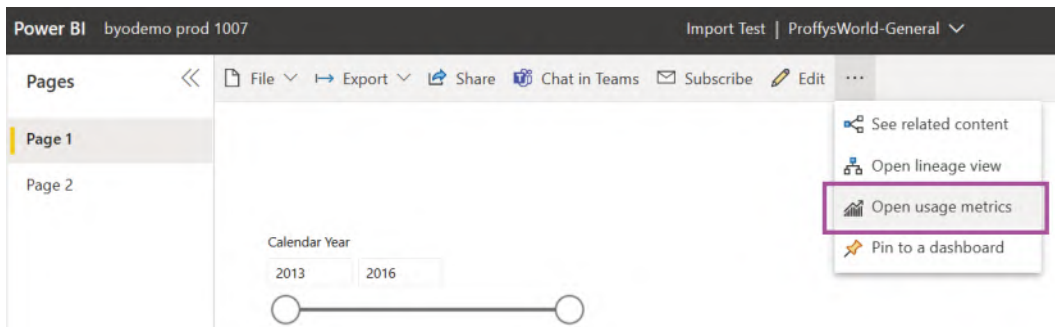 Power BI byodemo prod 1007 Import Test | ProffysWorld-General
Pages File Export Share Chat in Teams Subscribe Edit ...
Page 1
Page 2
See related content
Open lineage view
Open usage metrics
Pin to a dashboard
Calendar Year
2013 2016